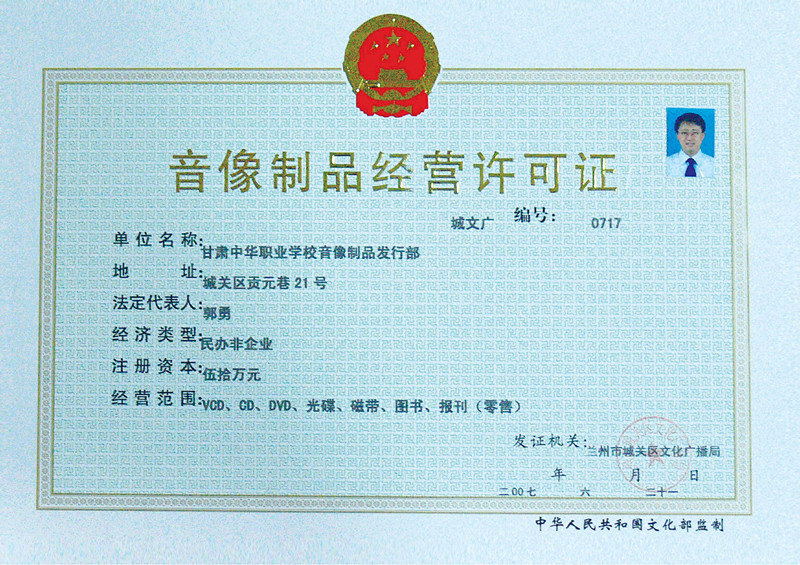 音像制品经营许可证
城文广 编号: 0717
单位名称: 甘肃中华职业学校音像制品发行部
地 址: 城关区贡元巷21号
法定代表人: 郭勇
经济类型: 民办非企业
注册资本: 伍拾万元
经营范围: VCD、CD、DVD、光碟、磁带、图书、报刊（零售）
发证机关: 兰州市城关区文化广播局
年 月 日
二00七 六 二十一
中华人民共和国文化部监制